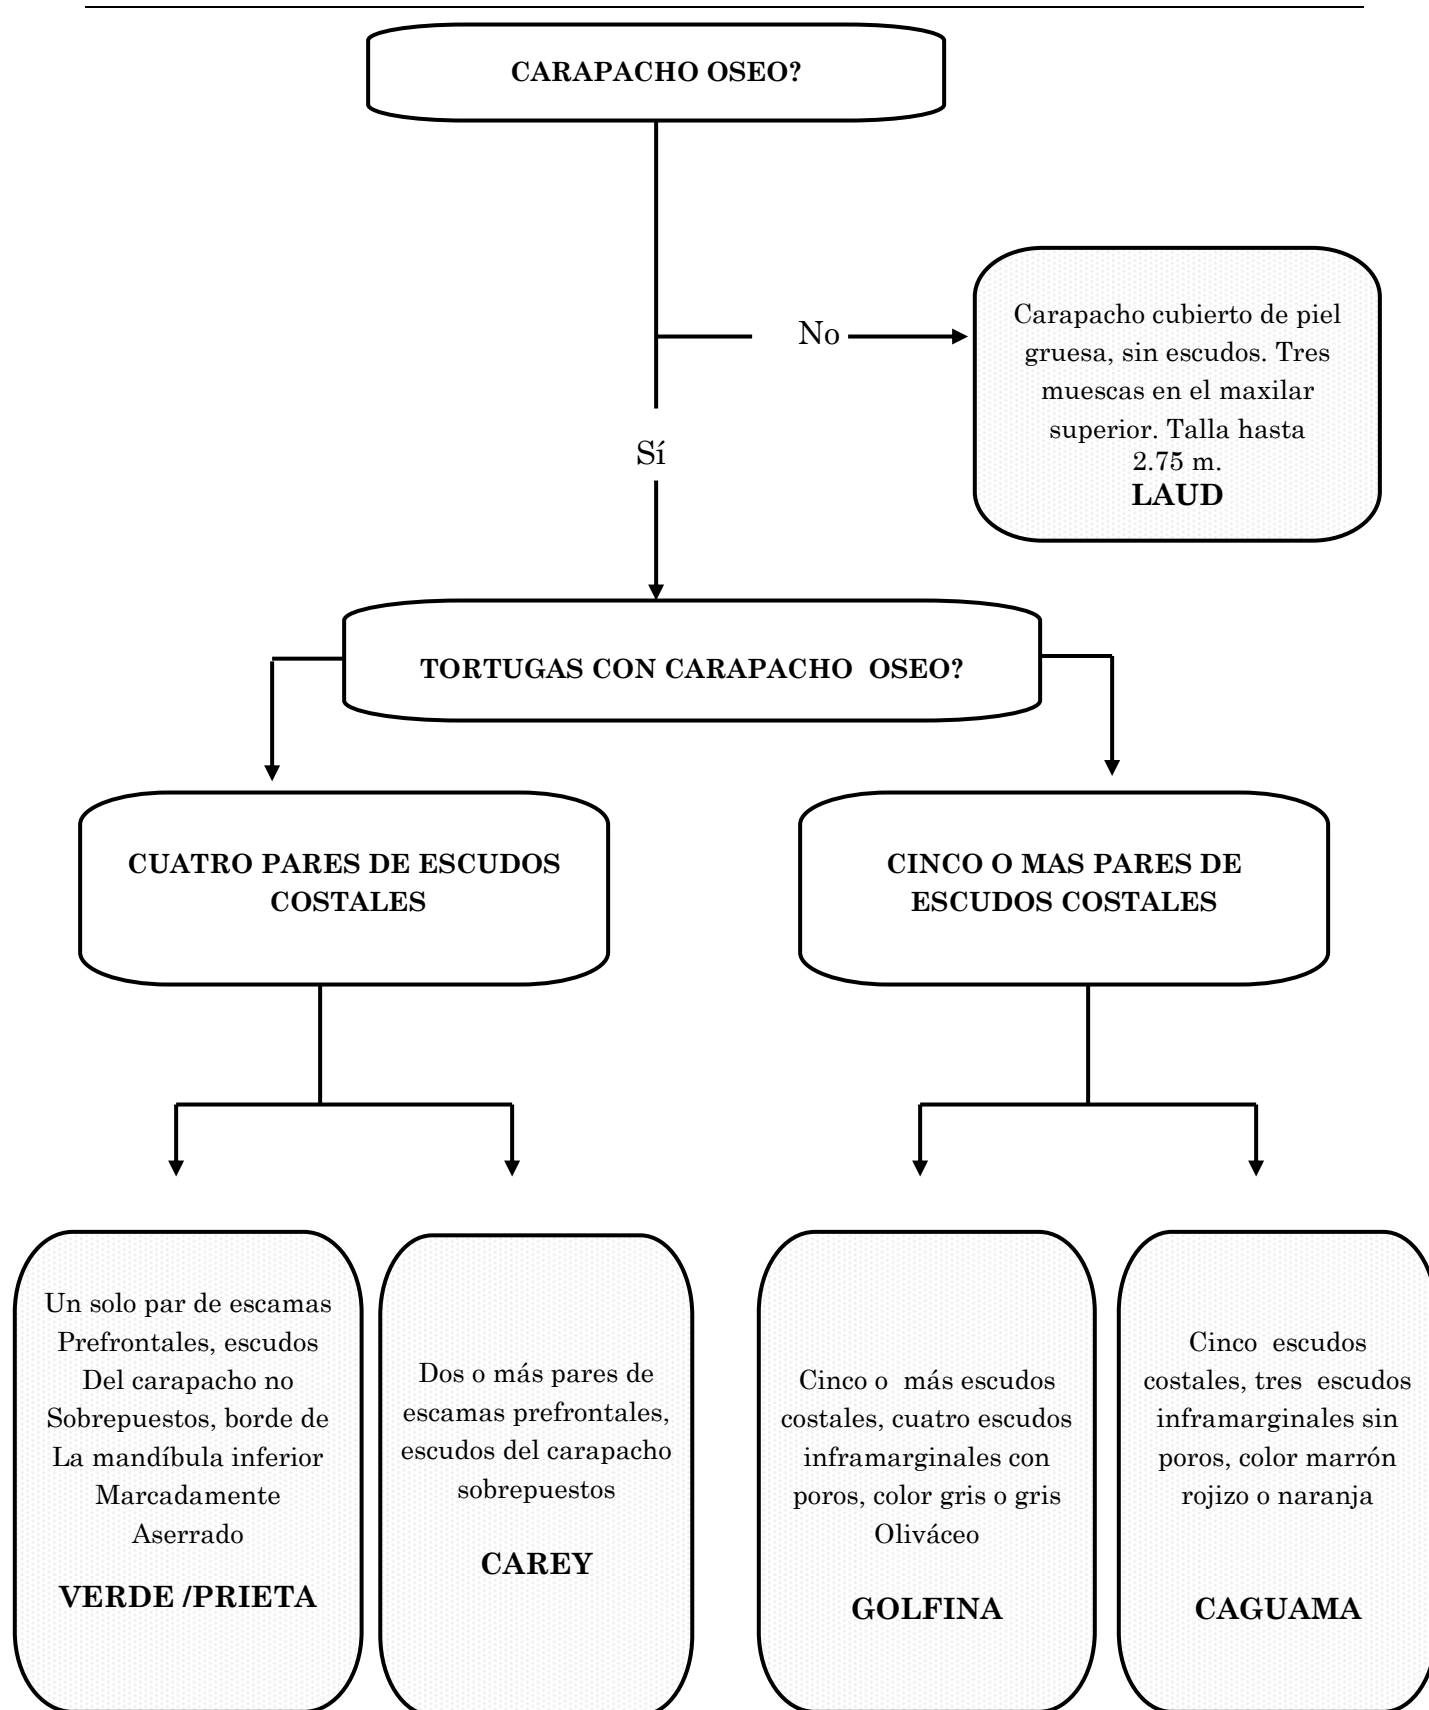 CARAPACHO OSEO?
No
Carapacho cubierto de piel
gruesa, sin escudos. Tres
muescas en el maxilar
superior. Talla hasta
2.75 m.
LAUD
Sí
TORTUGAS CON CARAPACHO OSEO?
CUATRO PARES DE ESCUDOS
COSTALES
CINCO O MAS PARES DE
ESCUDOS COSTALES
Un solo par de escamas
Prefrontales, escudos
Del carapacho no
Sobrepuestos, borde de
La mandíbula inferior
Marcadamente
Aserrado
VERDE /PRIETA
Dos o más pares de
escamas prefrontales,
escudos del carapacho
sobrepuestos
CAREY
Cinco o más escudos
costales, cuatro escudos
inframarginales con
poros, color gris o gris
Oliváceo
GOLFINA
Cinco escudos
costales, tres escudos
inframarginales sin
poros, color marrón
rojizo o naranja
CAGUAMA